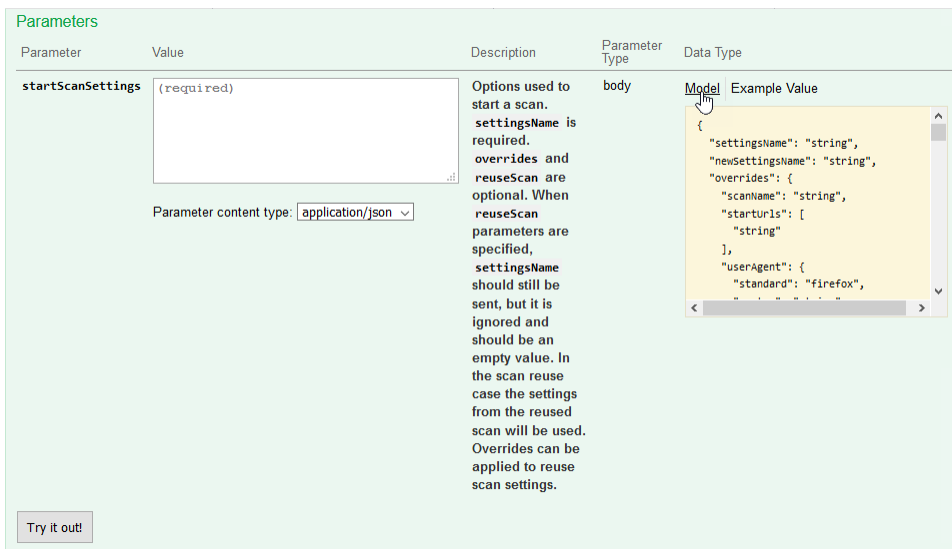 Parameters
Parameter Value Description Parameter Type Data Type
startScanSettings
(required)
Parameter content type: application/json
Options used to
start a scan.
settingsName is
required.
overrides and
reuseScan are
optional. When
reuseScan
parameters are
specified,
settingsName
should still be
sent, but it is
ignored and
should be an
empty value. In
the scan reuse
case the settings
from the reused
scan will be used.
Overrides can be
applied to reuse
scan settings.
body
Model Example Value
{
"settingsName": "string",
"newSettingsName": "string",
"overrides": {
"scanName": "string",
"startUrls": [
"string"
],
"userAgent": {
"standard": "firefox",
Try it out!